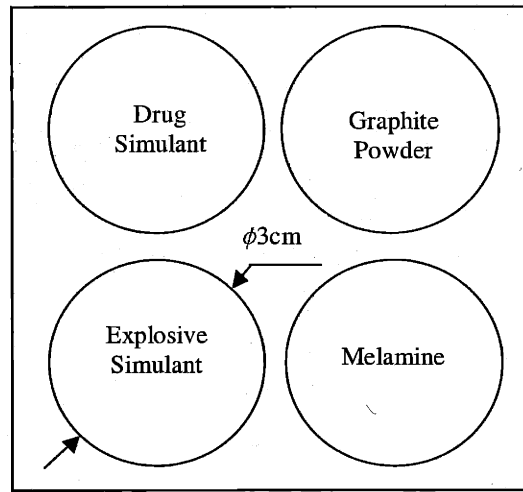 Drug
Simulant
Graphite
Powder
ϕ3cm
Explosive
Simulant
Melamine